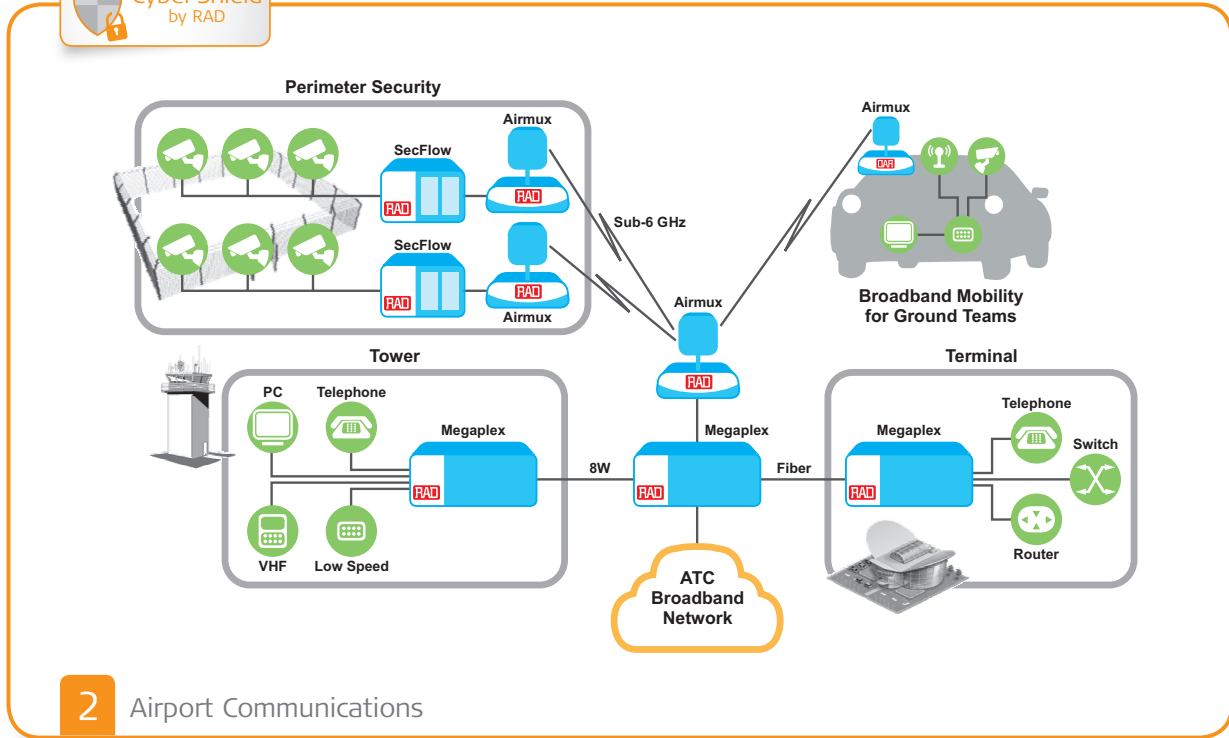 Cyber Shield
by RAD
Perimeter Security
Airmux
SecFlow
RAD
RAD
Sub-6 GHz
SecFlow
RAD
RAD
Airmux
Airmux
RAD
Broadband Mobility
for Ground Teams
Airmux
RAD
Tower
PC
Telephone
Megaplex
RAD
VHF
Low Speed
8W
Megaplex
RAD
Fiber
ATC
Broadband
Network
Terminal
Megaplex
RAD
Telephone
Switch
Router
2
Airport Communications